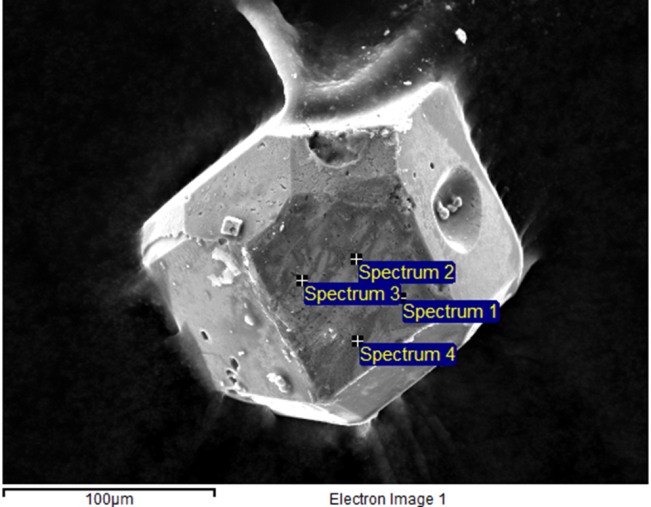 Spectrum 2
Spectrum 3
Spectrum 1
Spectrum 4
100µm
Electron Image 1